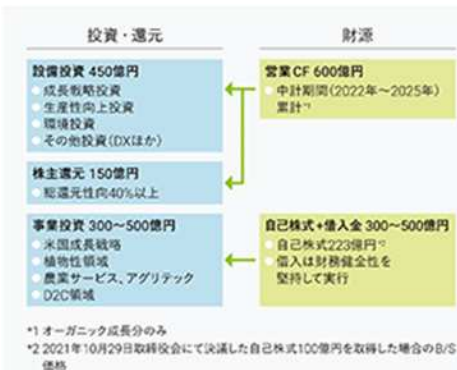 投資・還元
財源
設備投資 450億円
成長戦略投資
生産性向上投資
環境投資
その他投資(DXほか)
株主還元 150億円
総還元性向40%以上
事業投資 300～500億円
米国成長戦略
植物性領域
農業サービス、アグリテック
D2C領域
営業CF 600億円
中計期間(2022年～2025年)
累計*1
自己株式+借入金 300～500億円
自己株式223億円*2
借入は財務健全性を
堅持して実行
*1 オーガニック成長分のみ
*2 2021年10月29日取締役会にて決議した自己株式100億円を取得した場合のB/S
価格